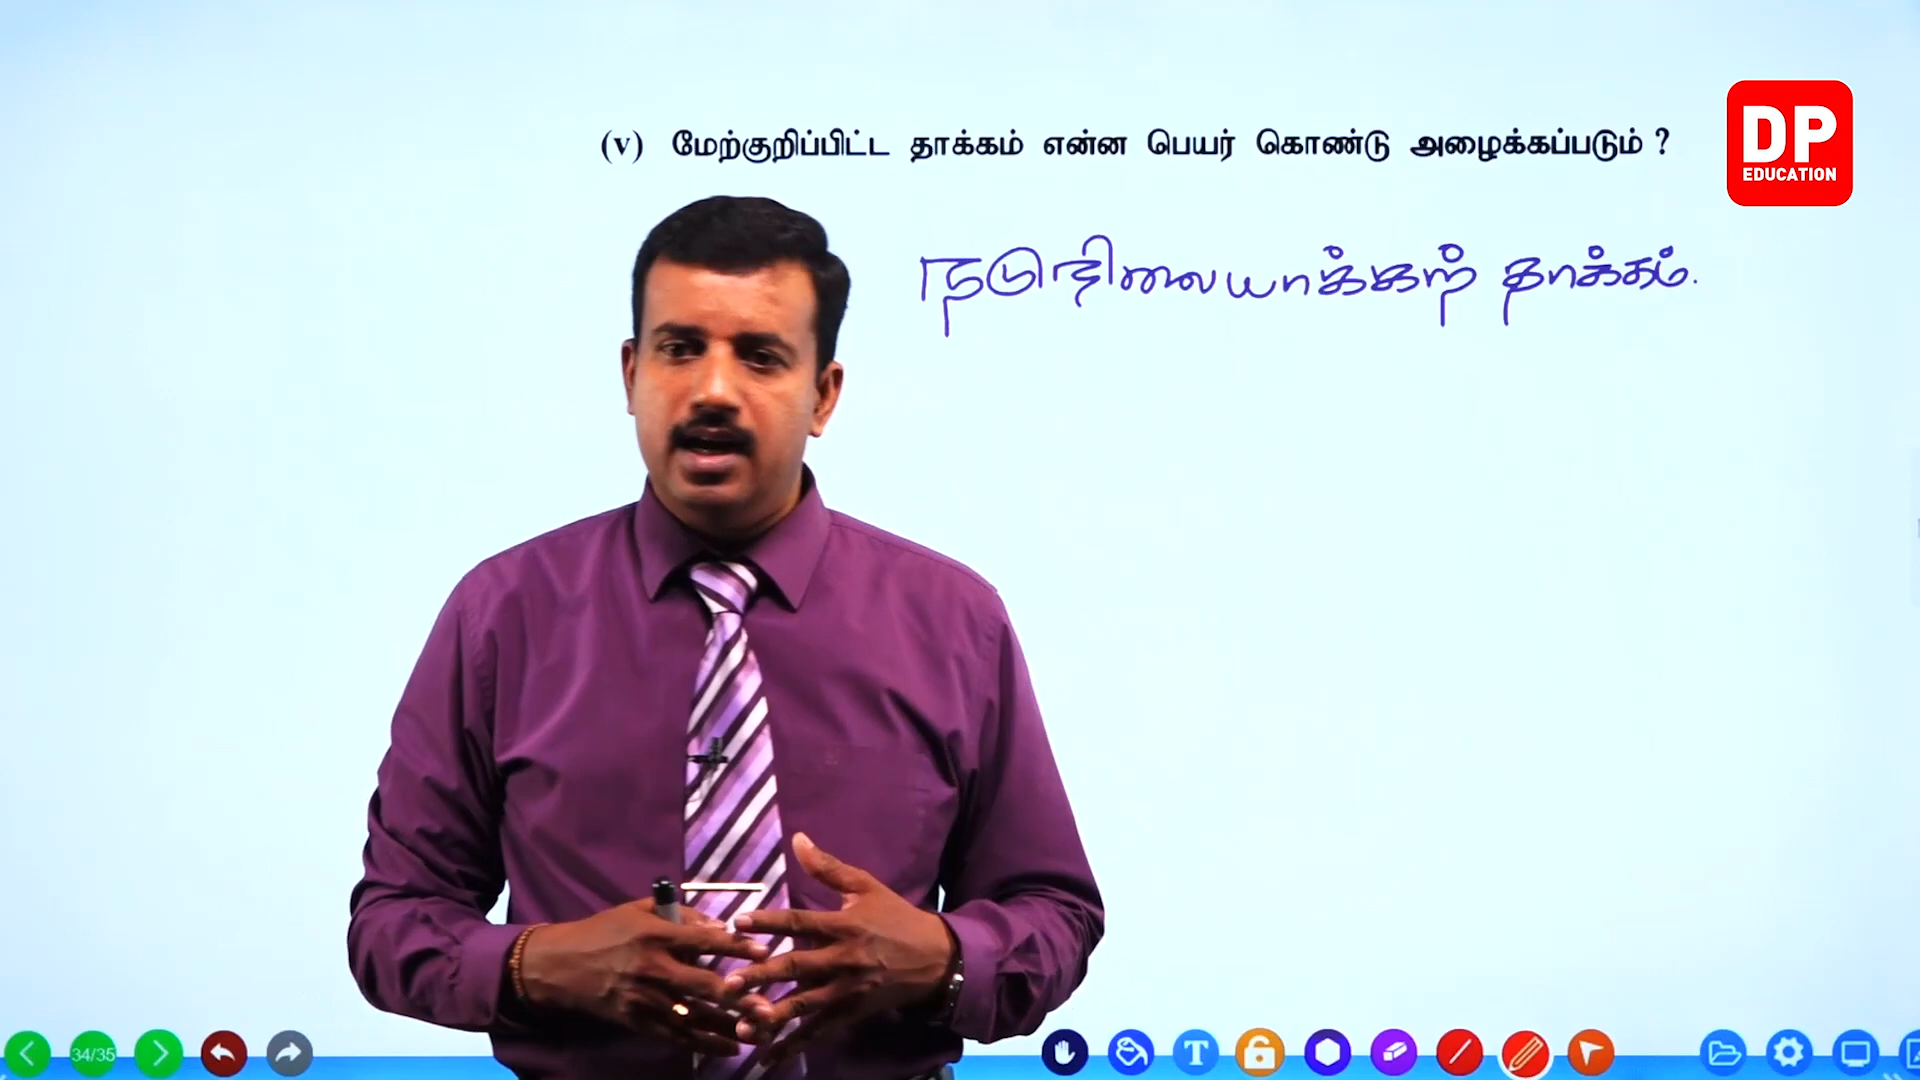 (v) மேற்குறிப்பிட்ட தாக்கம் என்ன பெயர் கொண்டு அழைக்கப்படும் ?
DP
EDUCATION
நடுநிலையாக்கற் தாக்கம்.
34/35
T